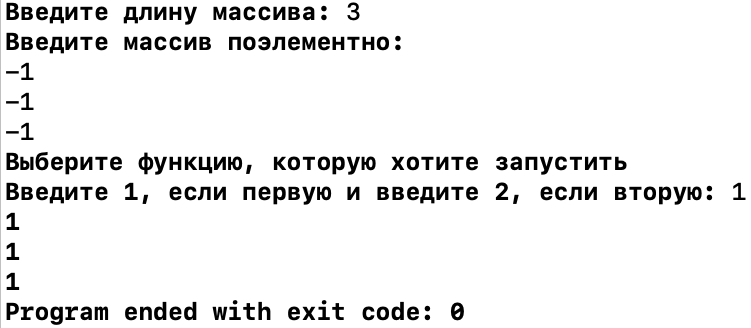 Введите длину массива: 3
Введите массив поэлементно:
-1
-1
-1
Выберите функцию, которую хотите запустить
Введите 1, если первую и введите 2, если вторую: 1
1
1
1
Program ended with exit code: 0